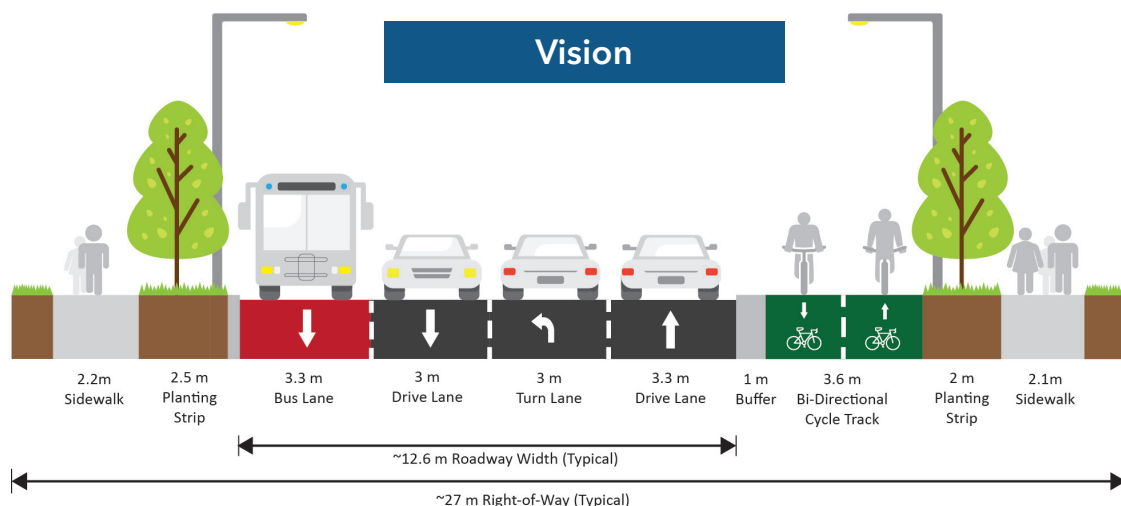 Vision
2.2m
Sidewalk
2.5 m
Planting
Strip
3.3 m
Bus Lane
3 m
Drive Lane
3 m
Turn Lane
3.3 m
Drive Lane
1 m
Buffer
3.6 m
Bi-Directional
Cycle Track
2 m
Planting
Strip
2.1m
Sidewalk
~12.6 m Roadway Width (Typical)
~27 m Right-of-Way (Typical)